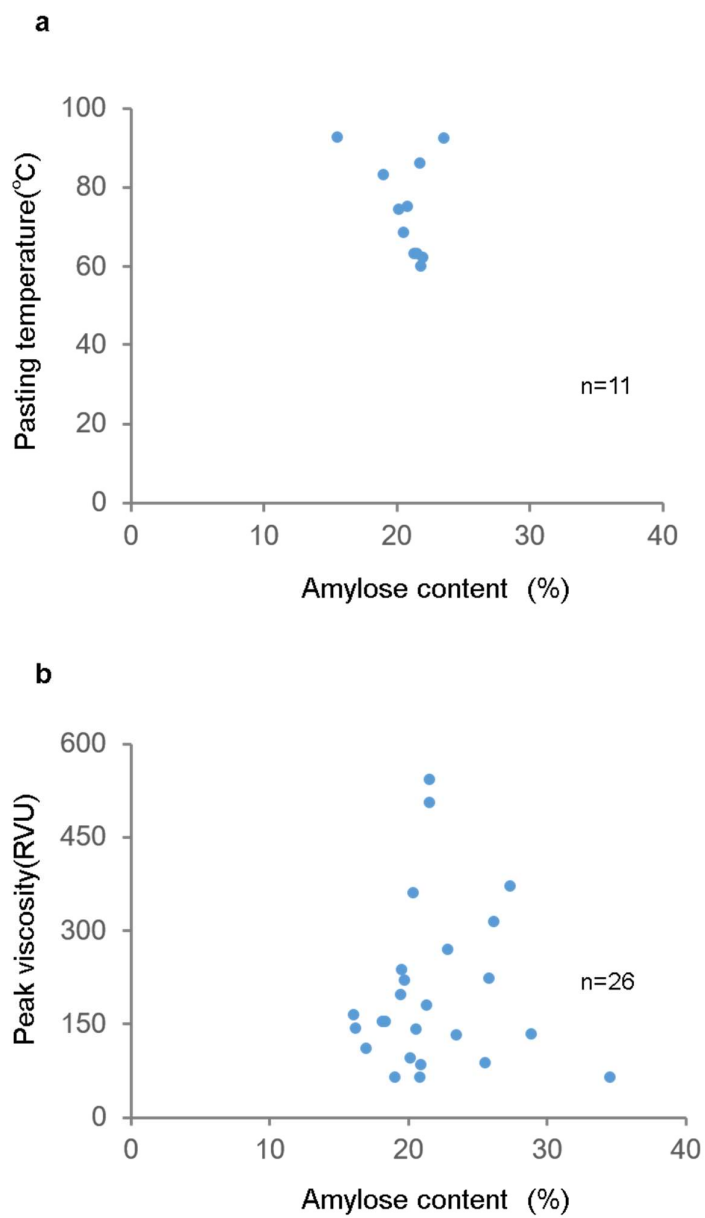 a
100
80
60
40
20
0
Pasting temperature(°C)
n=11
0 10 20 30 40
Amylose content (%)
b
600
450
300
150
0
Peak viscosity(RVU)
n=26
0 10 20 30 40
Amylose content (%)